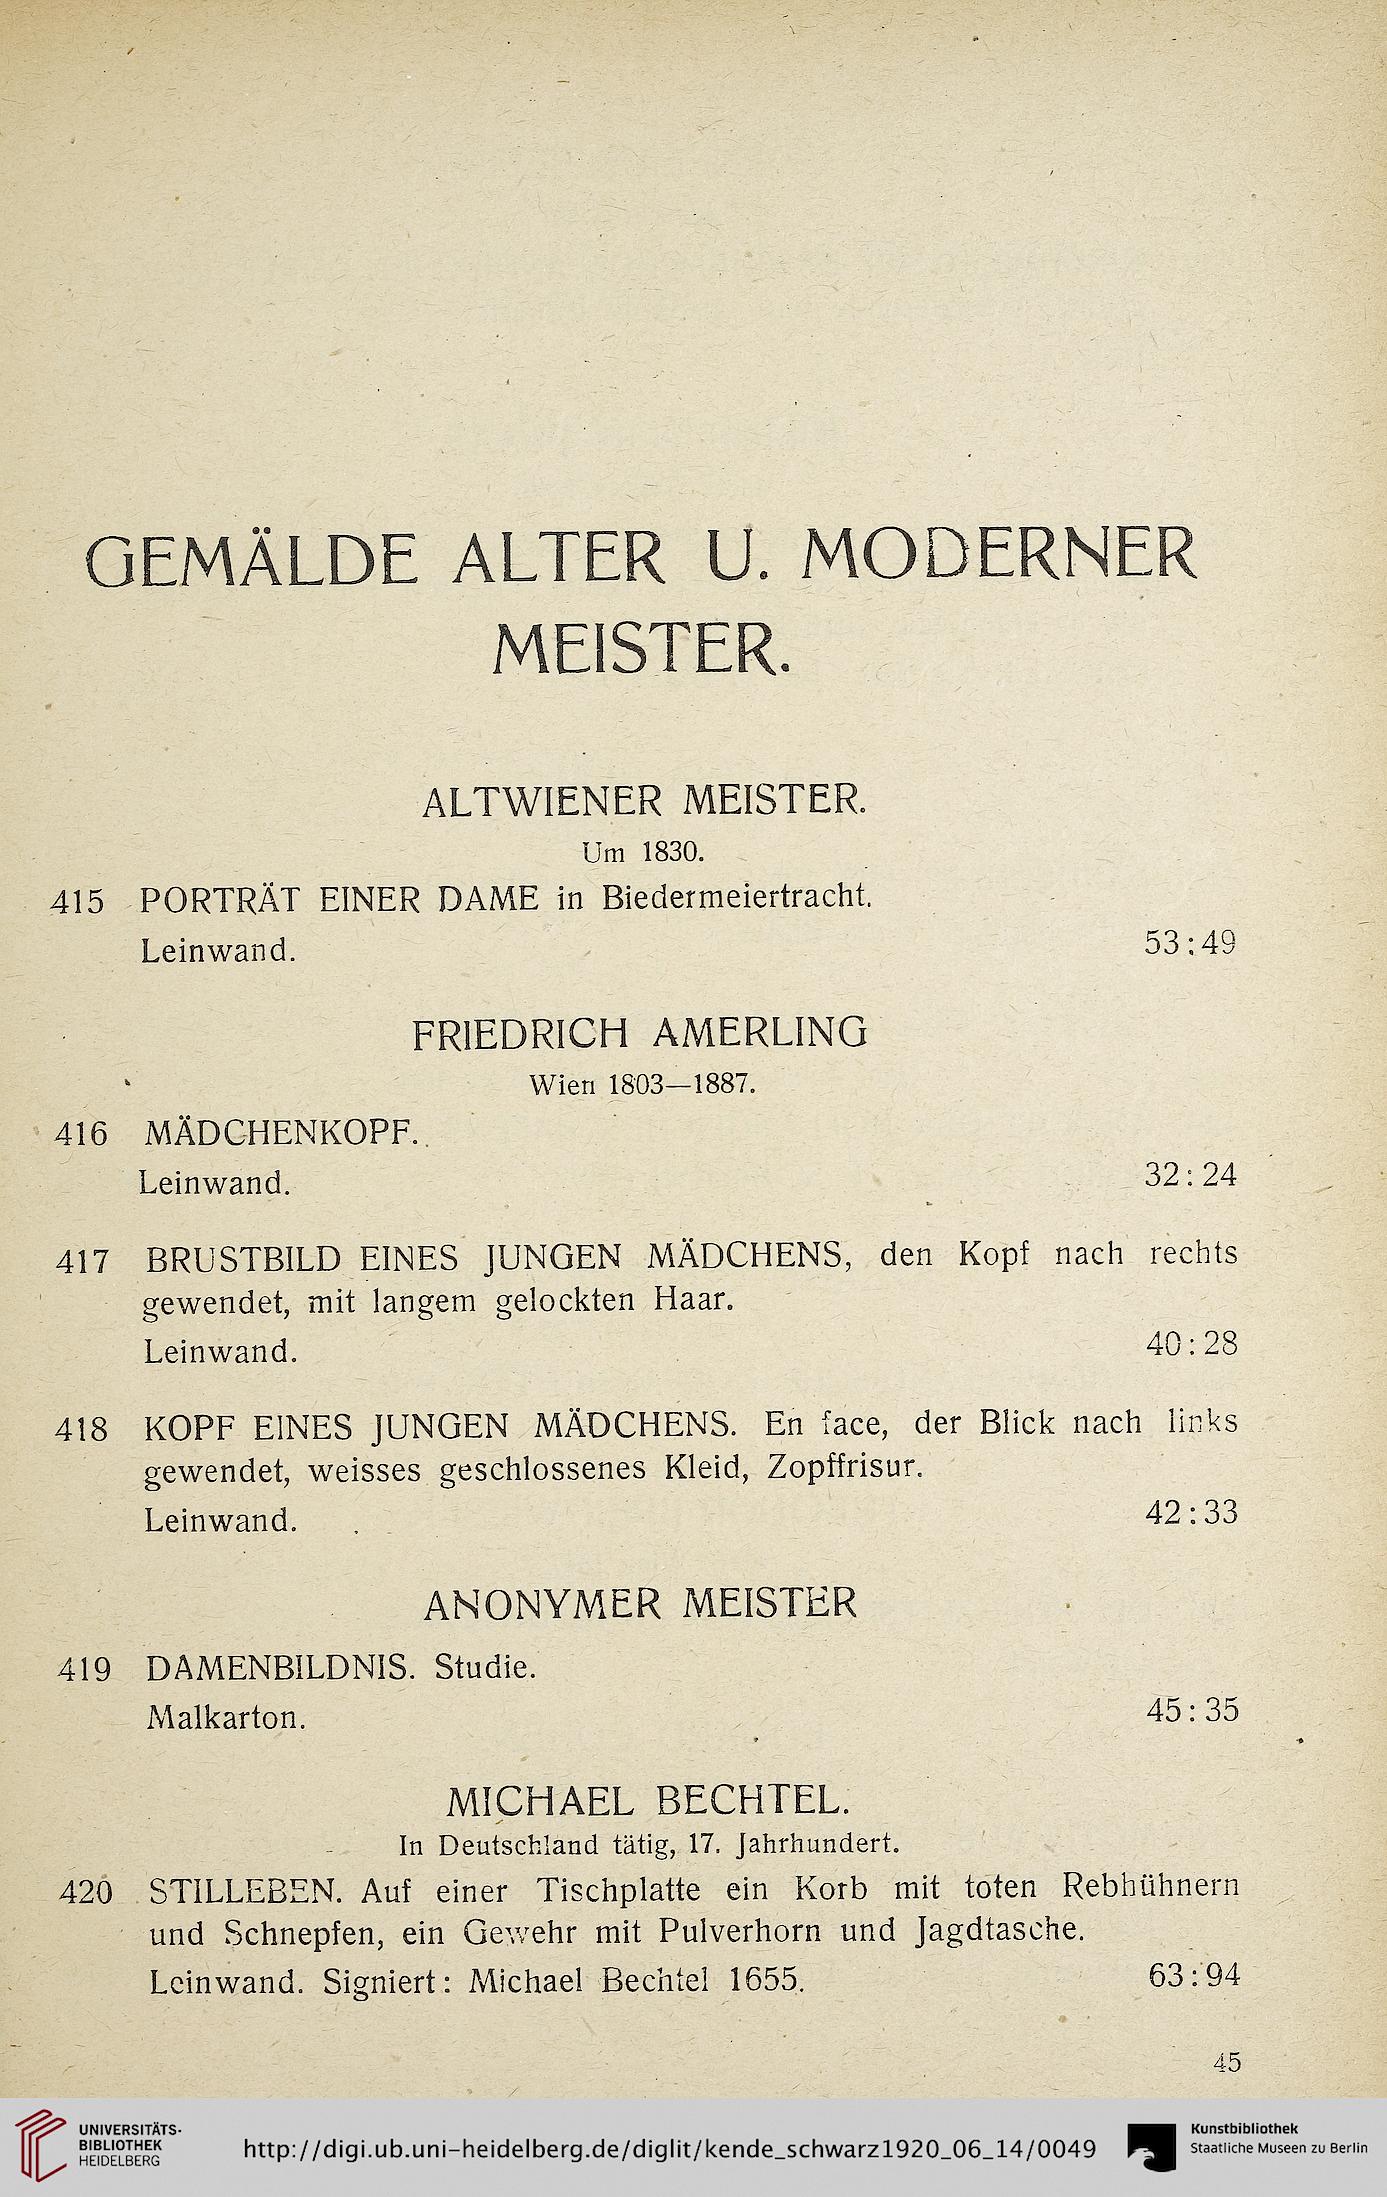 GEMÄLDE ALTER U. MODERNER
MEISTER.
ALTWIENER MEISTER.
Um 1830.
415 PORTRÄT EINER DAME in Biedermeiertracht.
Leinwand. 53:49
FRIEDRICH AMERLING
Wien 1803—1887.
416 MÄDCHENKOPF.
Leinwand. 32:24
417 BRUSTBILD EINES JUNGEN MÄDCHENS, den Kopf nach rechts
gewendet, mit langem gelockten Haar.
Leinwand. 40:28
418 KOPF EINES JUNGEN MÄDCHENS. En face, der Blick nach links
gewendet, weisses geschlossenes Kleid, Zopffrisur.
Leinwand. 42:33
ANONYMER MEISTER
419 DAMENBILDNIS. Studie.
Malkarton. 45:35
MICHAEL BECHTEL.
In Deutschland tätig, 17. Jahrhundert.
420 STILLEBEN. Auf einer Tischplatte ein Korb mit toten Rebhühnern
und Schnepfen, ein Gewehr mit Pulverhorn und Jagdtasche.
Leinwand. Signiert: Michael Bechtel 1655. 63:94
45
UNIVERSITÄTS-
BIBLIOTHEK
HEIDELBERG
http://digi.ub.uni-heidelberg.de/diglit/kende_schwarz1920_06_14/0049
Kunstbibliothek
Staatliche Museen zu Berlin